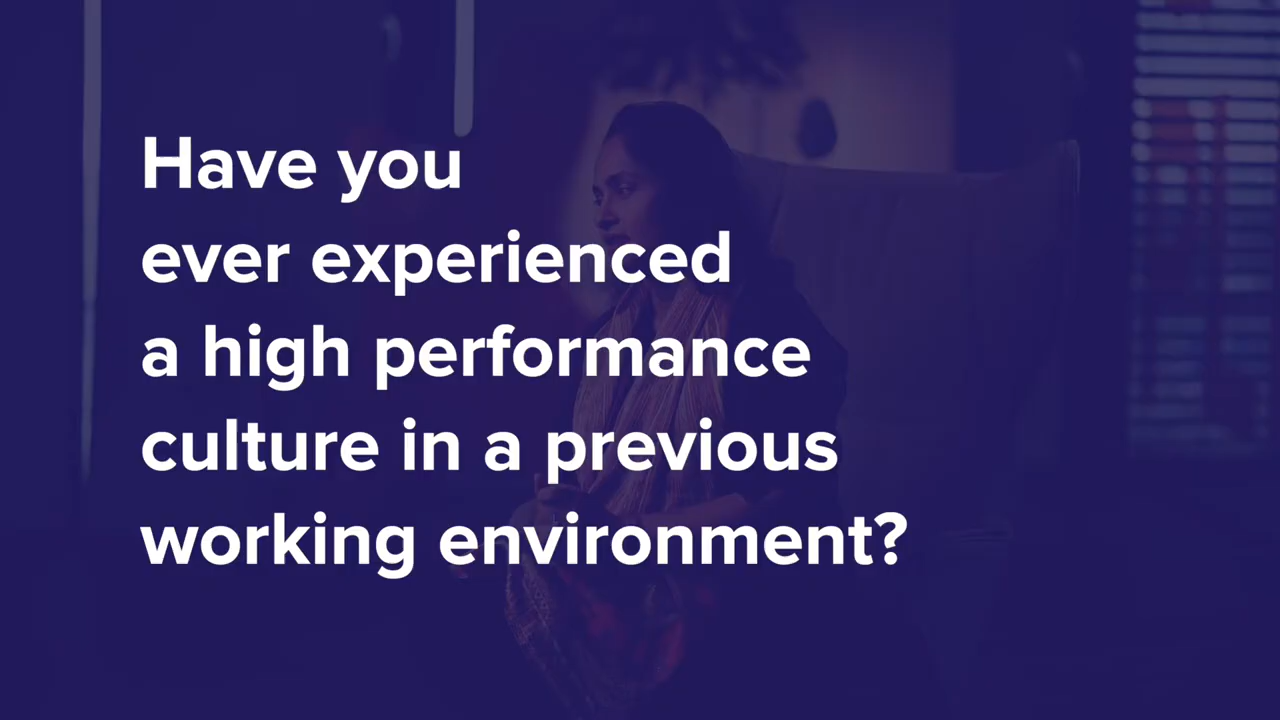 Have you
ever experienced
a high performance
culture in a previous
working environment?